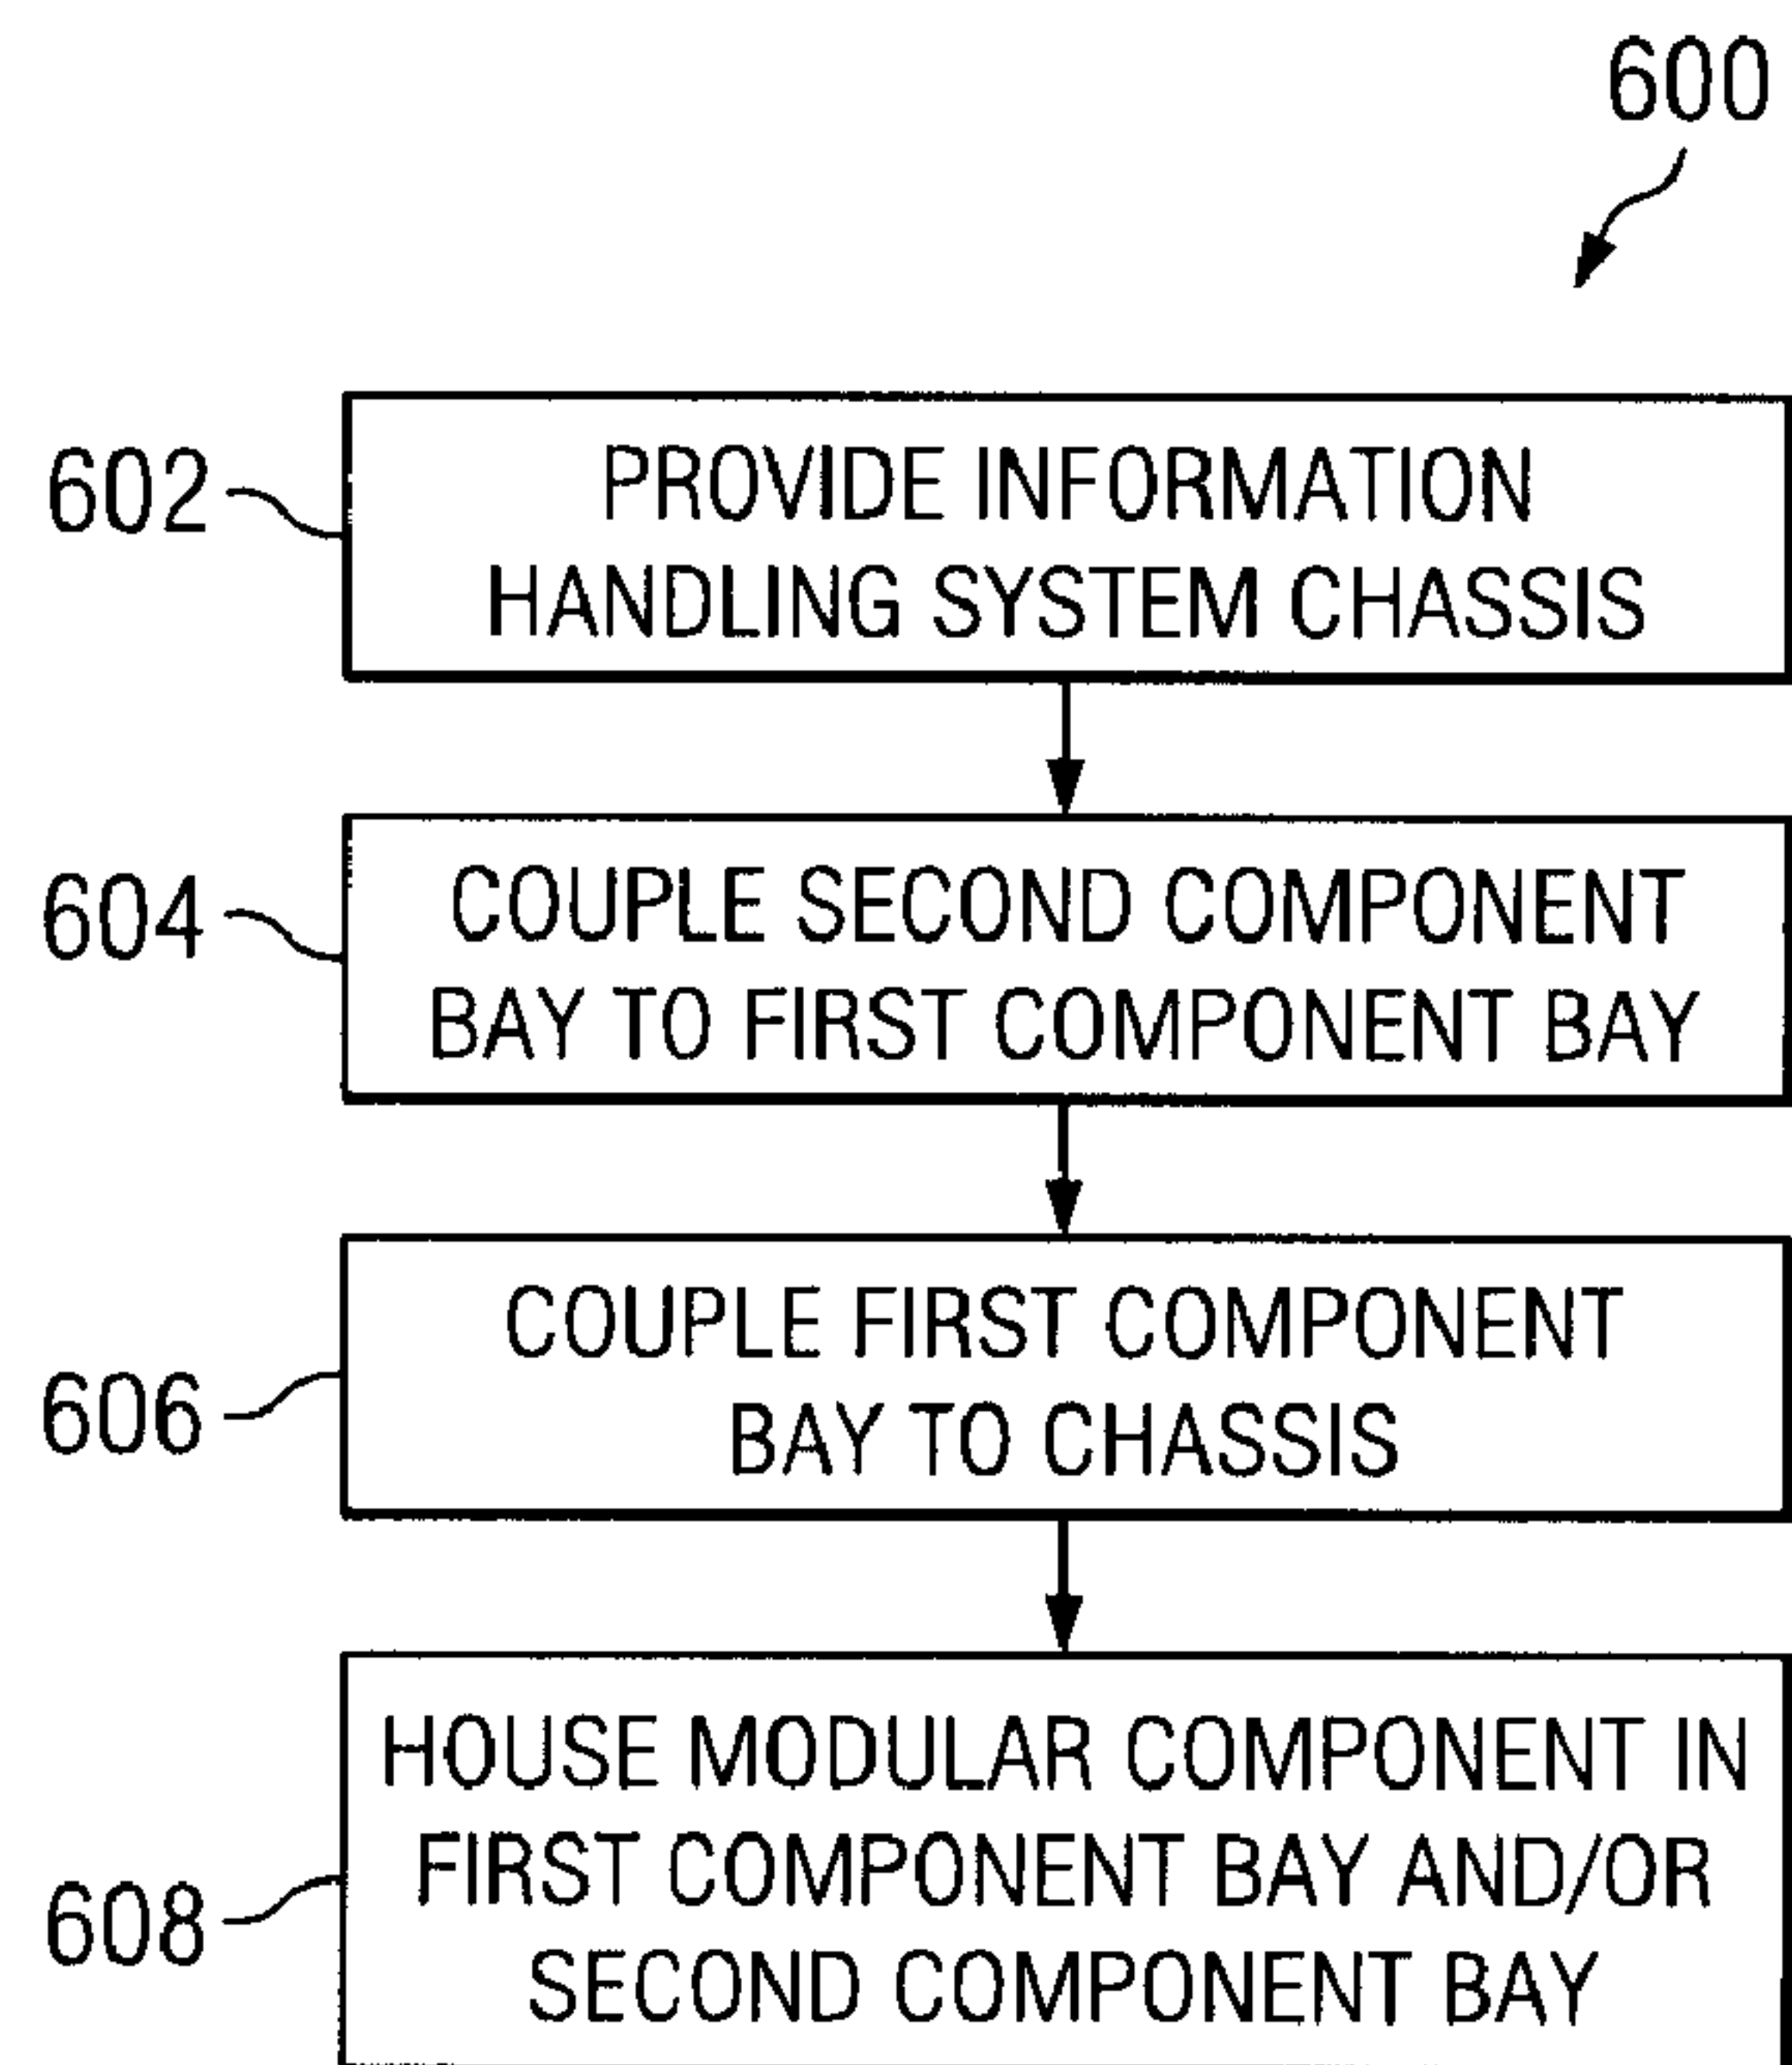 600
602
PROVIDE INFORMATION
HANDLING SYSTEM CHASSIS
604
COUPLE SECOND COMPONENT
BAY TO FIRST COMPONENT BAY
606
COUPLE FIRST COMPONENT
BAY TO CHASSIS
608
HOUSE MODULAR COMPONENT IN
FIRST COMPONENT BAY AND/OR
SECOND COMPONENT BAY